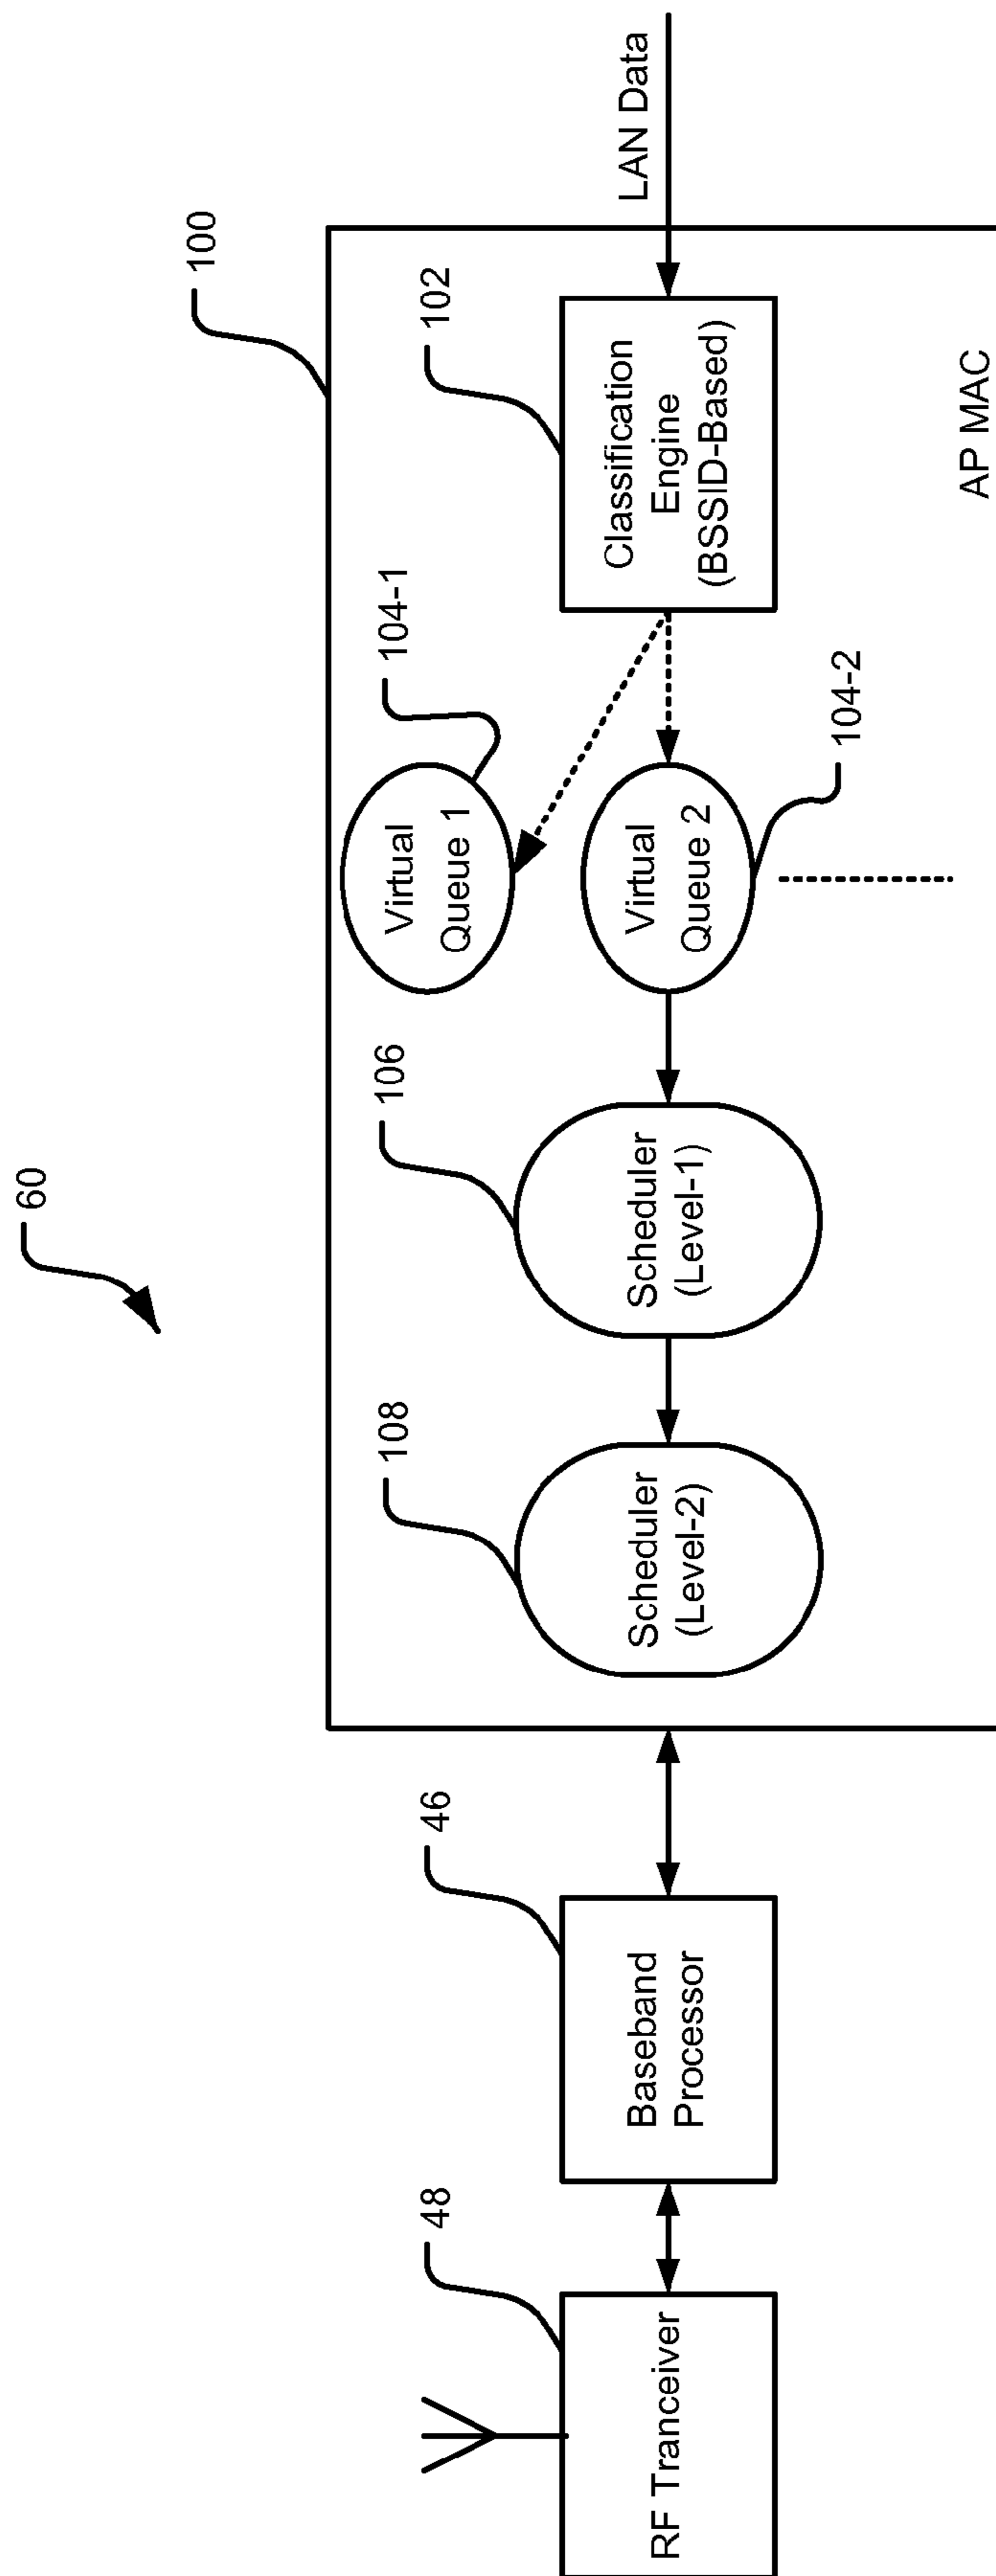 60
100
48
46
108
106
104-1
102
RF Tranceiver
Baseband
Processor
Scheduler
(Level-2)
Scheduler
(Level-1)
Virtual
Queue 1
Virtual
Queue 2
104-2
Classification
Engine
(BSSID-Based)
LAN Data
AP MAC